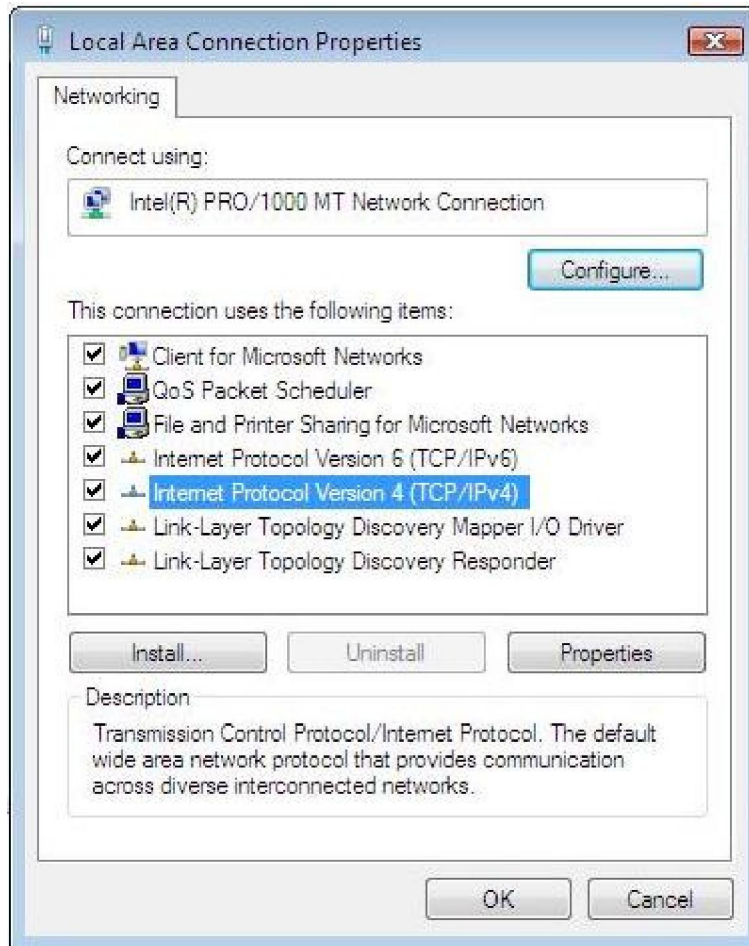 Local Area Connection Properties
Networking
Connect using:
Intel(R) PRO/1000 MT Network Connection
Configure...
This connection uses the following items:
Client for Microsoft Networks
QoS Packet Scheduler
File and Printer Sharing for Microsoft Networks
Internet Protocol Version 6 (TCP/IPv6)
Internet Protocol Version 4 (TCP/IPv4)
Link-Layer Topology Discovery Mapper I/O Driver
Link-Layer Topology Discovery Responder
Install...
Uninstall
Properties
Description
Transmission Control Protocol/Internet Protocol. The default
wide area network protocol that provides communication
across diverse interconnected networks.
OK
Cancel